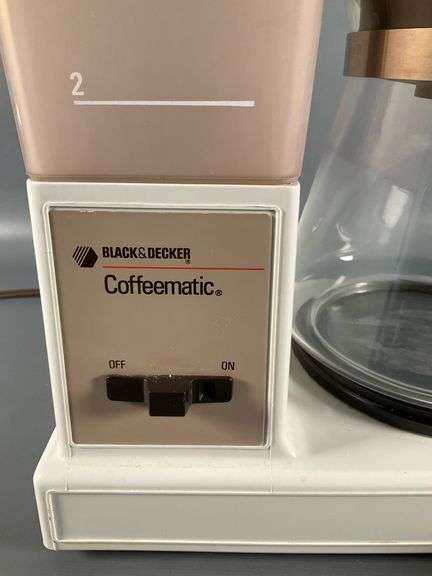 2
BLACK&DECKER®
Coffeematic®
OFF ON